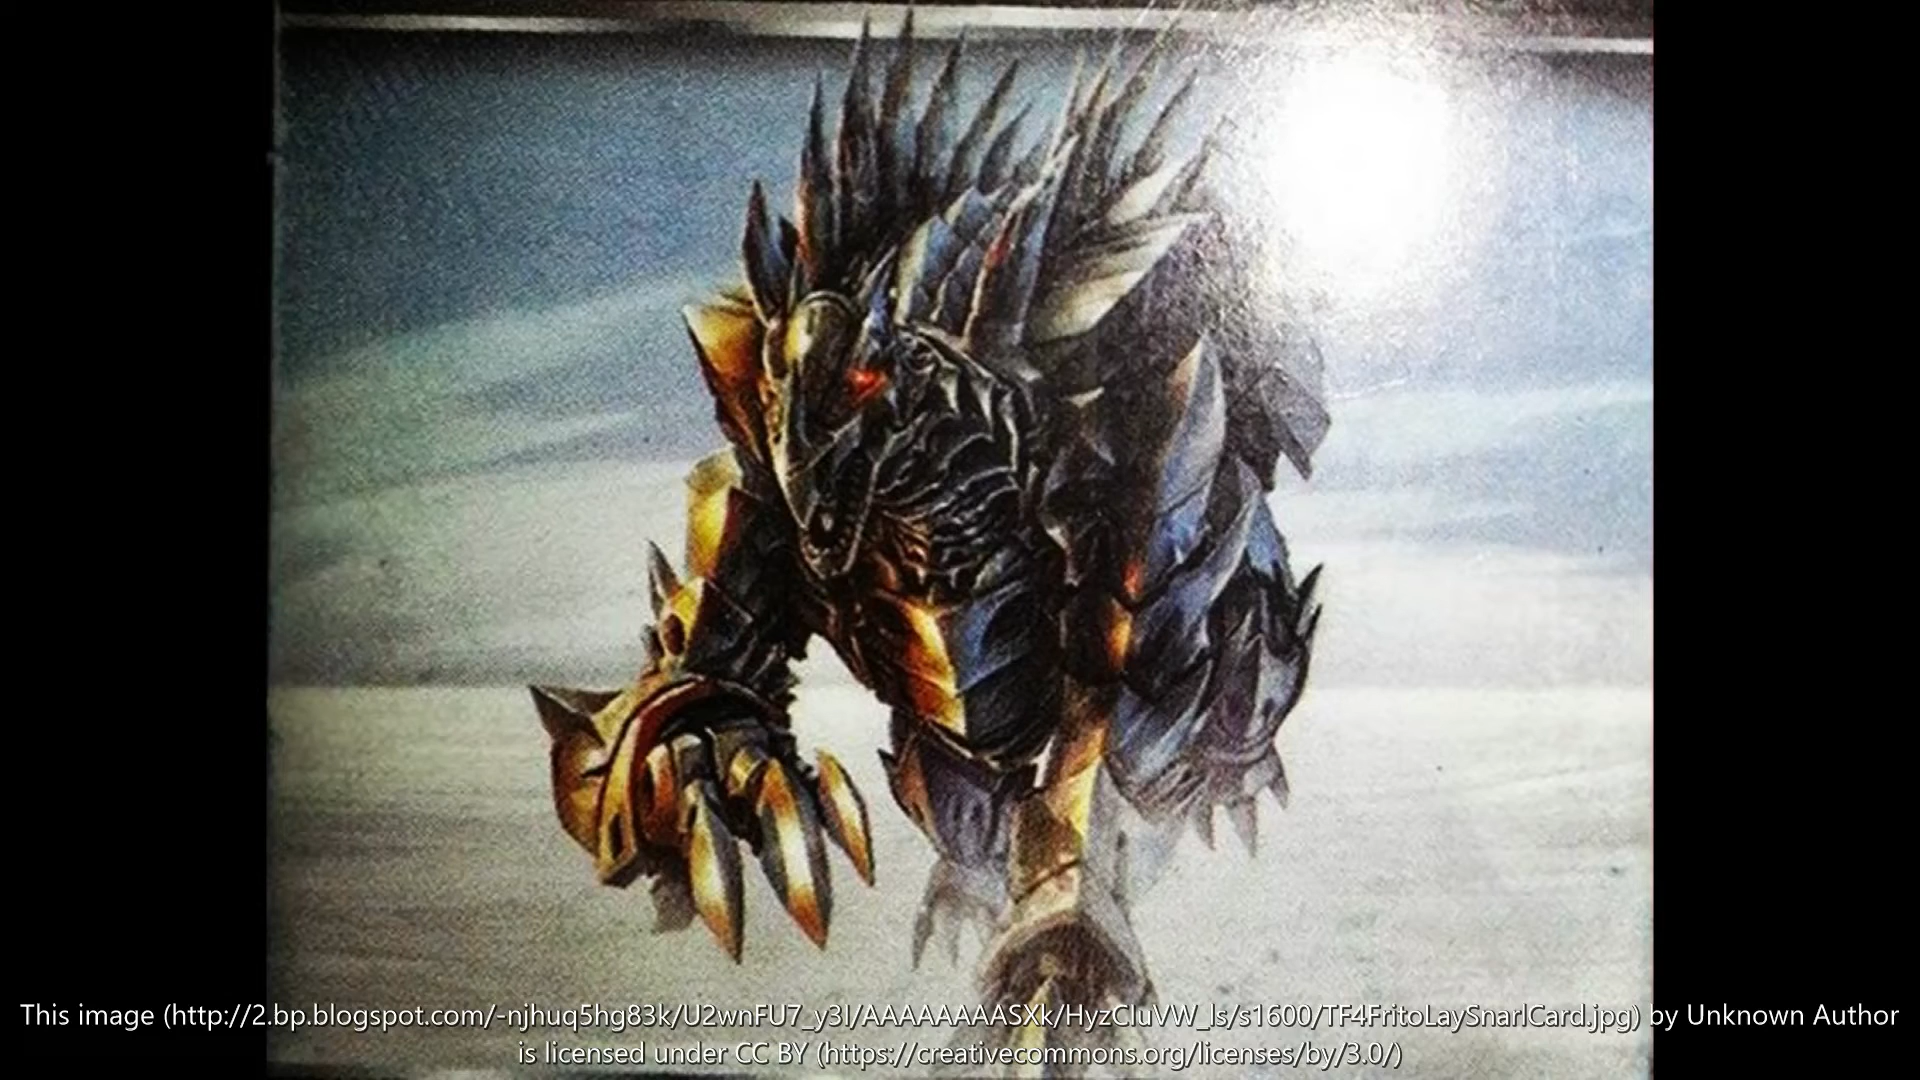 This image (http://2.bp.blogspot.com/-njhuq5hg83k/U2wnFU7_y3I/AAAAAAAASXk/HyzCluVW_ls/s1600/TF4FritoLaySnarlCard.jpg) by Unknown Author
is licensed under CC BY (https://creativecommons.org/licenses/by/3.0/)